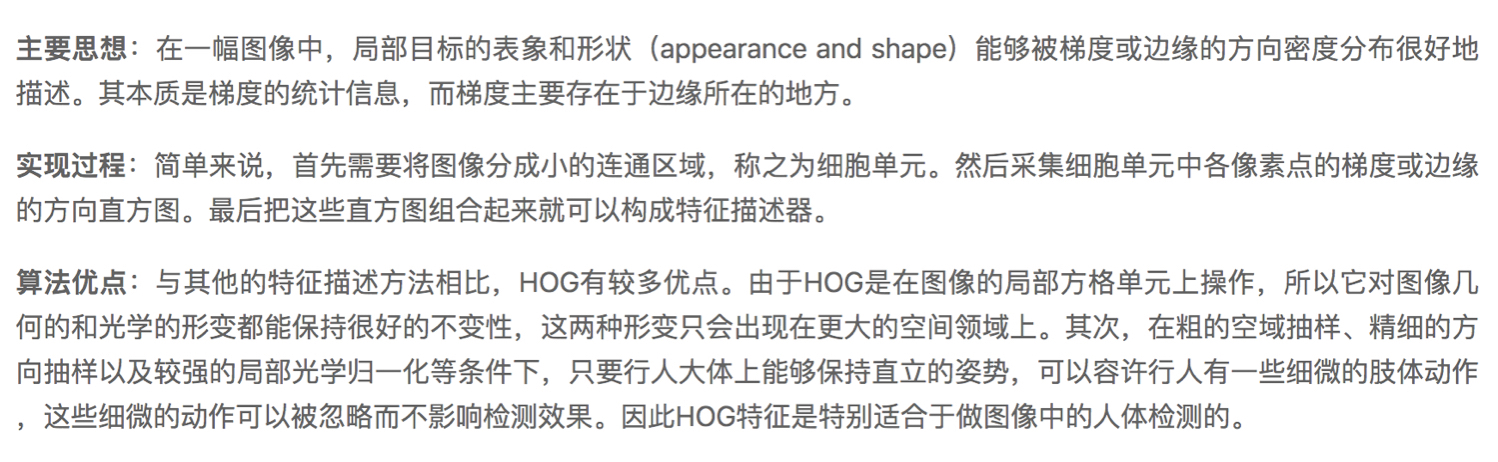 主要思想：在一幅图像中，局部目标的表象和形状（appearance and shape）能够被梯度或边缘的方向密度分布很好地
描述。其本质是梯度的统计信息，而梯度主要存在于边缘所在的地方。
实现过程：简单来说，首先需要将图像分成小的连通区域，称之为细胞单元。然后采集细胞单元中各像素点的梯度或边缘
的方向直方图。最后把这些直方图组合起来就可以构成特征描述器。
算法优点：与其他的特征描述方法相比，HOG有较多优点。由于HOG是在图像的局部方格单元上操作，所以它对图像几
何的和光学的形变都能保持很好的不变性，这两种形变只会出现在更大的空间领域上。其次，在粗的空域抽样、精细的方
向抽样以及较强的局部光学归一化等条件下，只要行人大体上能够保持直立的姿势，可以容许行人有一些细微的肢体动作
，这些细微的动作可以被忽略而不影响检测效果。因此HOG特征是特别适合于做图像中的人体检测的。